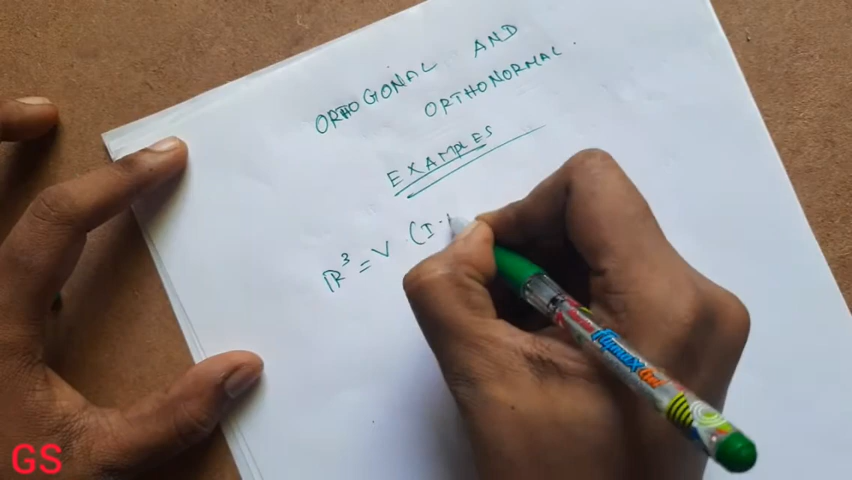 ORTHOGONAL AND
ORTHONORMAL.
EXAMPLES
ℝ³ = V (I.
GS